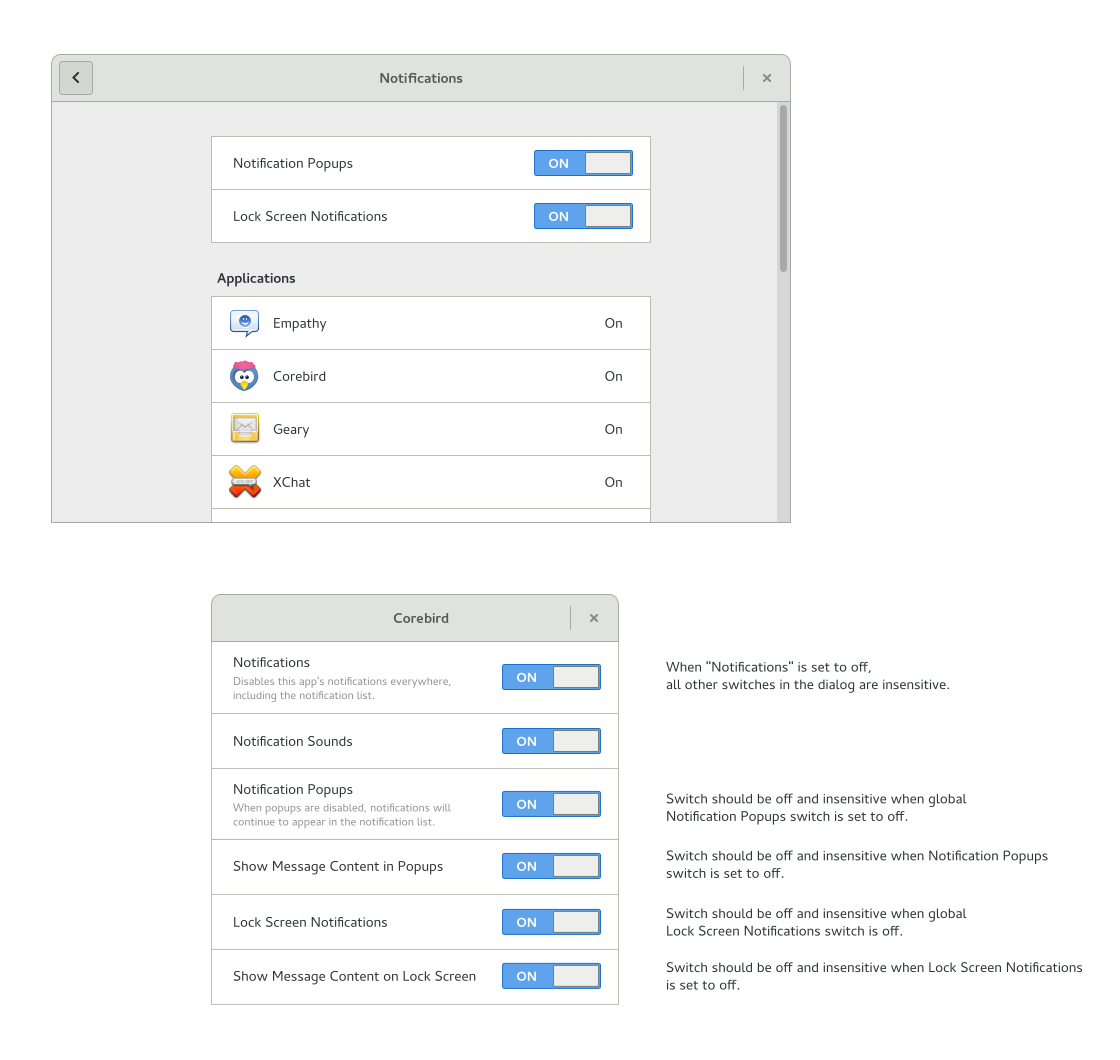 Notifications
Notification Popups
ON
Lock Screen Notifications
ON
Applications
Empathy
On
Corebird
On
Geary
On
XChat
On
Corebird
Notifications
Disables this app's notifications everywhere,
including the notification list.
ON
When "Notifications" is set to off,
all other switches in the dialog are insensitive.
Notification Sounds
ON
Notification Popups
When popups are disabled, notifications will
continue to appear in the notification list.
ON
Switch should be off and insensitive when global
Notification Popups switch is set to off.
Show Message Content in Popups
ON
Switch should be off and insensitive when Notification Popups
switch is set to off.
Lock Screen Notifications
ON
Switch should be off and insensitive when global
Lock Screen Notifications switch is off.
Show Message Content on Lock Screen
ON
Switch should be off and insensitive when Lock Screen Notifications
is set to off.